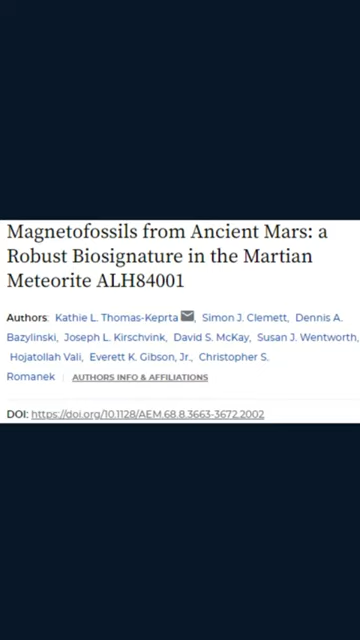 Magnetofossils from Ancient Mars: a
Robust Biosignature in the Martian
Meteorite ALH84001
Authors: Kathie L. Thomas-Keprta, Simon J. Clemett, Dennis A.
Bazylinski, Joseph L. Kirschvink, David S. McKay, Susan J. Wentworth,
Hojatollah Vali, Everett K. Gibson, Jr., Christopher S.
Romanek | AUTHORS INFO & AFFILIATIONS
DOI: https://doi.org/10.1128/AEM.68.8.3663-3672.2002